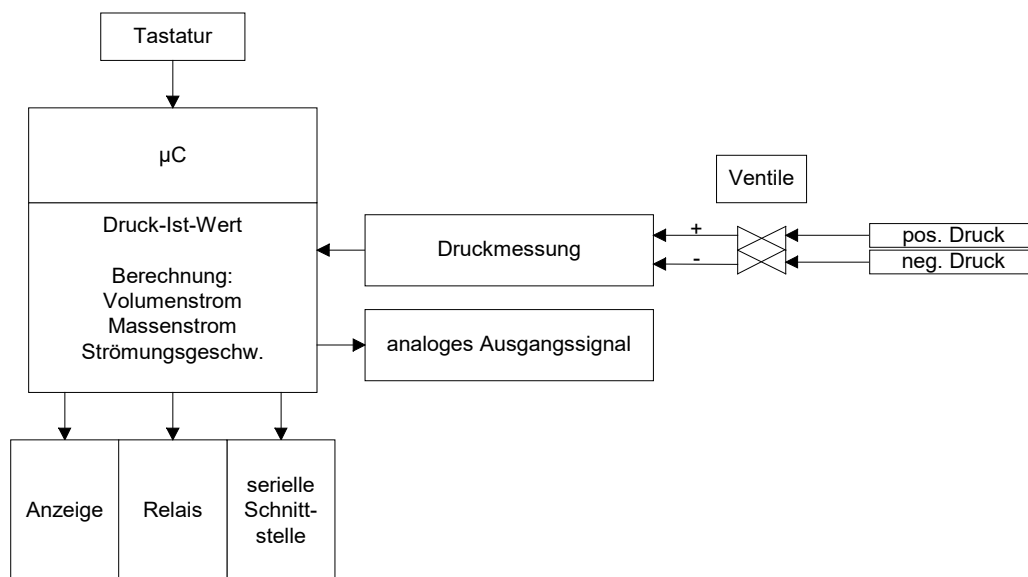 Tastatur
µC
Druck-Ist-Wert
Berechnung:
Volumenstrom
Massenstrom
Strömungsgeschw.
Druckmessung
+
-
Ventile
pos. Druck
neg. Druck
analoges Ausgangssignal
Anzeige
Relais
serielle
Schnitt-
stelle